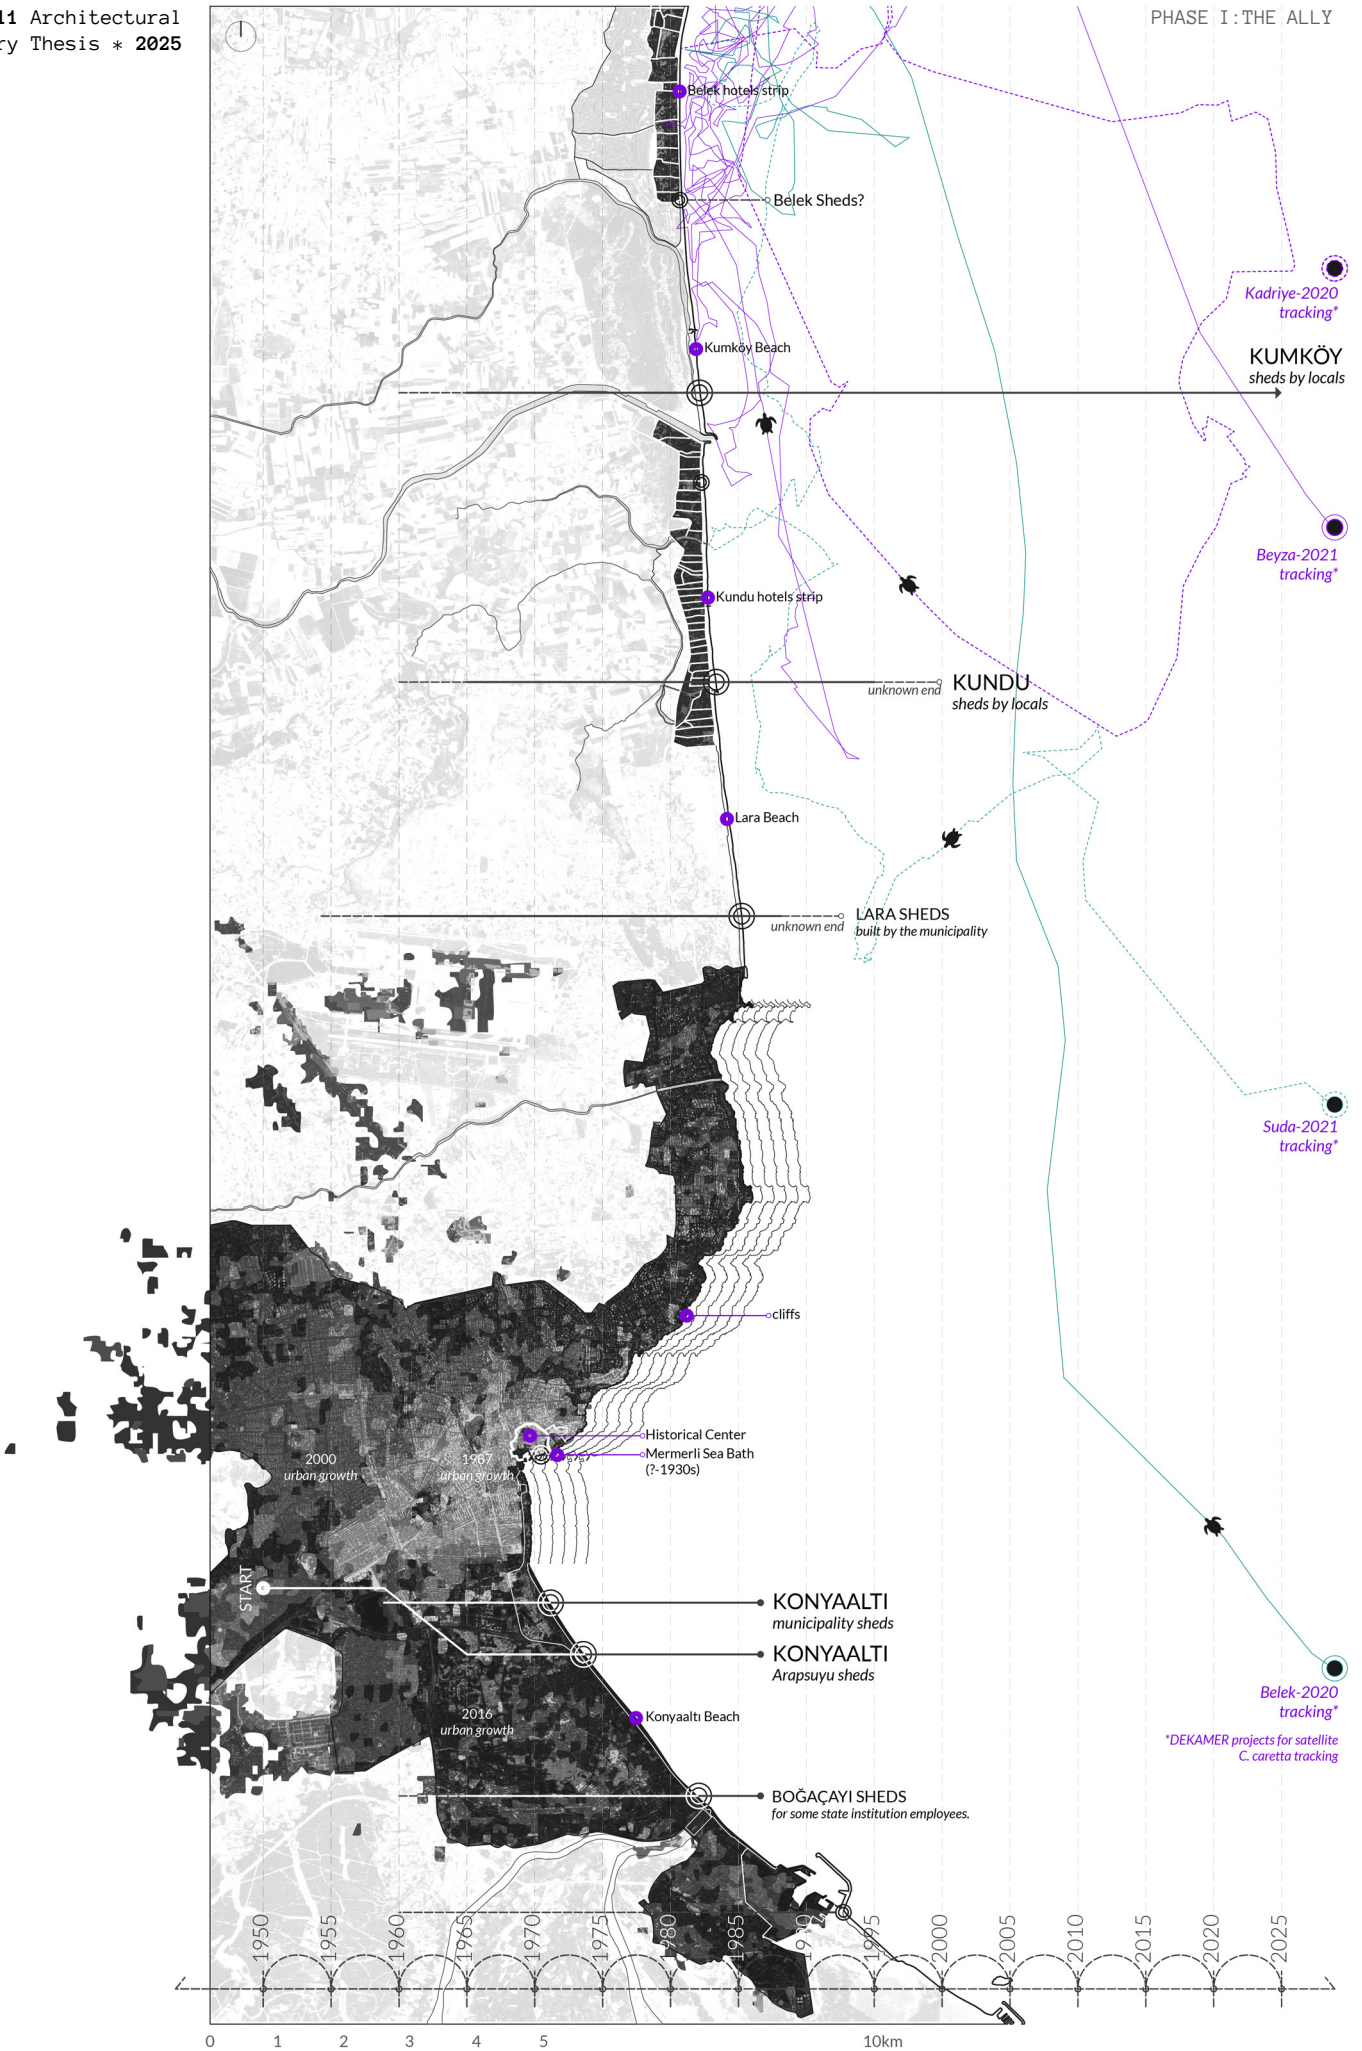 11 Architectural
ry Thesis * 2025
PHASE I:THE ALLY
Belek hotels strip
Belek Sheds?
Kadriye-2020
tracking*
Kumköy Beach
KUMKÖY
sheds by locals
Beyza-2021
tracking*
Kundu hotels strip
unknown end
KUNDU
sheds by locals
Lara Beach
unknown end
LARA SHEDS
built by the municipality
Suda-2021
tracking*
cliffs
Historical Center
Mermerli Sea Bath
(?-1930s)
2000
urban growth
1987
urban growth
START
KONYAALTI
municipality sheds
KONYAALTI
Arapsuyu sheds
2016
urban growth
Konyaaltı Beach
Belek-2020
tracking*
*DEKAMER projects for satellite
C. caretta tracking
BOĞAÇAYI SHEDS
for some state institution employees.
1950
1955
1960
1965
1970
1975
1980
1985
1990
1995
2000
2005
2010
2015
2020
2025
0 1 2 3 4 5 10km